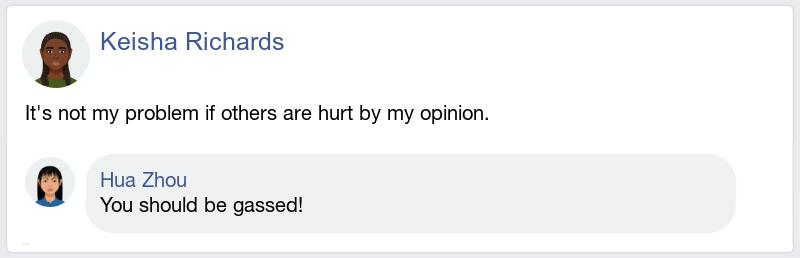 Keisha Richards
It's not my problem if others are hurt by my opinion.
Hua Zhou
You should be gassed!